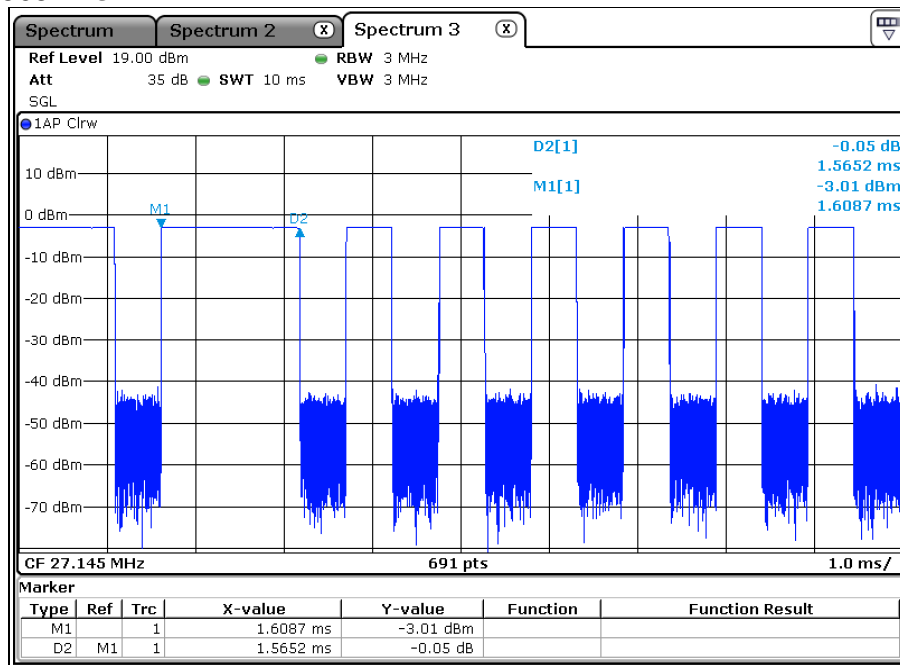 Spectrum Spectrum 2 X Spectrum 3 X
Ref Level 19.00 dBm RBW 3 MHz
Att 35 dB SWT 10 ms VBW 3 MHz
SGL
1AP Clrw
D2[1] -0.05 dB
1.5652 ms
M1[1] -3.01 dBm
1.6087 ms
10 dBm
0 dBm
M1
D2
-10 dBm
-20 dBm
-30 dBm
-40 dBm
-50 dBm
-60 dBm
-70 dBm
CF 27.145 MHz 691 pts 1.0 ms/
Marker
Type Ref Trc X-value Y-value Function Function Result
M1 1 1.6087 ms -3.01 dBm
D2 M1 1 1.5652 ms -0.05 dB